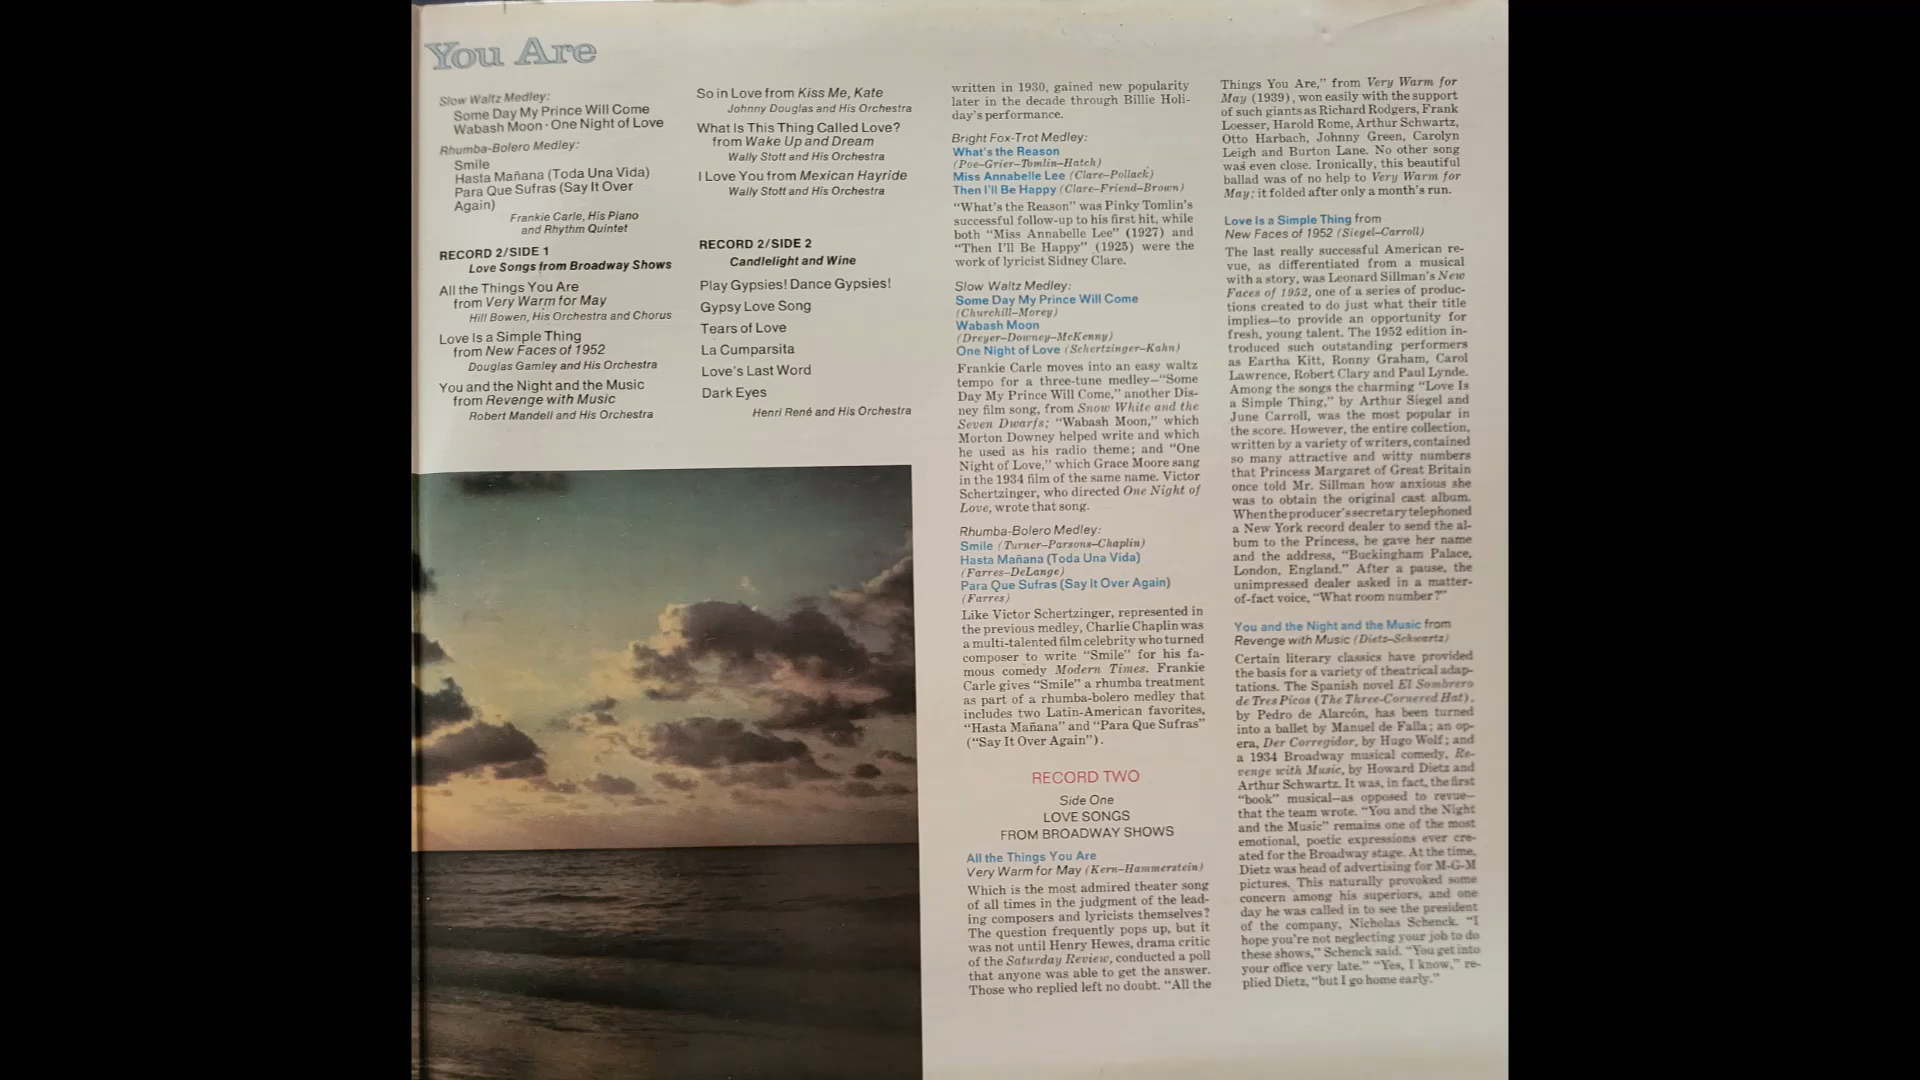 You Are
Slow Waltz Medley:
Some Day My Prince Will Come
Wabash Moon · One Night of Love
Rhumba-Bolero Medley:
Smile
Hasta Mañana (Toda Una Vida)
Para Que Sufras (Say It Over
Again)
Frankie Carle, His Piano
and Rhythm Quintet
RECORD 2/SIDE 1
Love Songs from Broadway Shows
All the Things You Are
from Very Warm for May
Hill Bowen, His Orchestra and Chorus
Love Is a Simple Thing
from New Faces of 1952
Douglas Gamley and His Orchestra
You and the Night and the Music
from Revenge with Music
Robert Mandell and His Orchestra
So in Love from Kiss Me, Kate
Johnny Douglas and His Orchestra
What Is This Thing Called Love?
from Wake Up and Dream
Wally Stott and His Orchestra
I Love You from Mexican Hayride
Wally Stott and His Orchestra
RECORD 2/SIDE 2
Candlelight and Wine
Play Gypsies! Dance Gypsies!
Gypsy Love Song
Tears of Love
La Cumparsita
Love's Last Word
Dark Eyes
Henri René and His Orchestra
written in 1930, gained new popularity
later in the decade through Billie Holi-
day's performance.
Bright Fox-Trot Medley:
What's the Reason
(Poe–Grier–Tomlin–Hatch)
Miss Annabelle Lee (Clare–Pollack)
Then I'll Be Happy (Clare–Friend–Brown)
"What's the Reason" was Pinky Tomlin's
successful follow-up to his first hit, while
both "Miss Annabelle Lee" (1927) and
"Then I'll Be Happy" (1925) were the
work of lyricist Sidney Clare.
Slow Waltz Medley:
Some Day My Prince Will Come
(Churchill–Morey)
Wabash Moon
(Dreyer–Downey–McKenny)
One Night of Love (Schertzinger–Kahn)
Frankie Carle moves into an easy waltz
tempo for a three-tune medley—"Some
Day My Prince Will Come," another Dis-
ney film song, from Snow White and the
Seven Dwarfs; "Wabash Moon," which
Morton Downey helped write and which
he used as his radio theme; and "One
Night of Love," which Grace Moore sang
in the 1934 film of the same name. Victor
Schertzinger, who directed One Night of
Love, wrote that song.
Rhumba-Bolero Medley:
Smile (Turner–Parsons–Chaplin)
Hasta Mañana (Toda Una Vida)
(Farres–DeLange)
Para Que Sufras (Say It Over Again)
(Farres)
Like Victor Schertzinger, represented in
the previous medley, Charlie Chaplin was
a multi-talented film celebrity who turned
composer to write "Smile" for his fa-
mous comedy Modern Times. Frankie
Carle gives "Smile" a rhumba treatment
as part of a rhumba-bolero medley that
includes two Latin-American favorites,
"Hasta Mañana" and "Para Que Sufras"
("Say It Over Again").
RECORD TWO
Side One
LOVE SONGS
FROM BROADWAY SHOWS
All the Things You Are
Very Warm for May (Kern–Hammerstein)
Which is the most admired theater song
of all times in the judgment of the lead-
ing composers and lyricists themselves?
The question frequently pops up, but it
was not until Henry Hewes, drama critic
of the Saturday Review, conducted a poll
that anyone was able to get the answer.
Those who replied left no doubt. "All the
Things You Are," from Very Warm for
May (1939), won easily with the support
of such giants as Richard Rodgers, Frank
Loesser, Harold Rome, Arthur Schwartz,
Otto Harbach, Johnny Green, Carolyn
Leigh and Burton Lane. No other song
was even close. Ironically, this beautiful
ballad was of no help to Very Warm for
May; it folded after only a month's run.
Love Is a Simple Thing from
New Faces of 1952 (Siegel–Carroll)
The last really successful American re-
vue, as differentiated from a musical
with a story, was Leonard Sillman's New
Faces of 1952, one of a series of produc-
tions created to do just what their title
implies—to provide an opportunity for
fresh, young talent. The 1952 edition in-
troduced such outstanding performers
as Eartha Kitt, Ronny Graham, Carol
Lawrence, Robert Clary and Paul Lynde.
Among the songs the charming "Love Is
a Simple Thing," by Arthur Siegel and
June Carroll, was the most popular in
the score. However, the entire collection,
written by a variety of writers, contained
so many attractive and witty numbers
that Princess Margaret of Great Britain
once told Mr. Sillman how anxious she
was to obtain the original cast album.
When the producer's secretary telephoned
a New York record dealer to send the al-
bum to the Princess, he gave her name
and the address, "Buckingham Palace,
London, England." After a pause, the
unimpressed dealer asked in a matter-
of-fact voice, "What room number?"
You and the Night and the Music from
Revenge with Music (Dietz–Schwartz)
Certain literary classics have provided
the basis for a variety of theatrical adap-
tations. The Spanish novel El Sombrero
de Tres Picos (The Three-Cornered Hat),
by Pedro de Alarcón, has been turned
into a ballet by Manuel de Falla; an op-
era, Der Corregidor, by Hugo Wolf; and
a 1934 Broadway musical comedy, Re-
venge with Music, by Howard Dietz and
Arthur Schwartz. It was, in fact, the first
"book" musical—as opposed to revue—
that the team wrote. "You and the Night
and the Music" remains one of the most
emotional, poetic expressions ever cre-
ated for the Broadway stage. At the time,
Dietz was head of advertising for M-G-M
pictures. This naturally provoked some
concern among his superiors, and one
day he was called in to see the president
of the company, Nicholas Schenck. "I
hope you're not neglecting your job to do
these shows," Schenck said. "You get into
your office very late." "Yes, I know," re-
plied Dietz, "but I go home early."